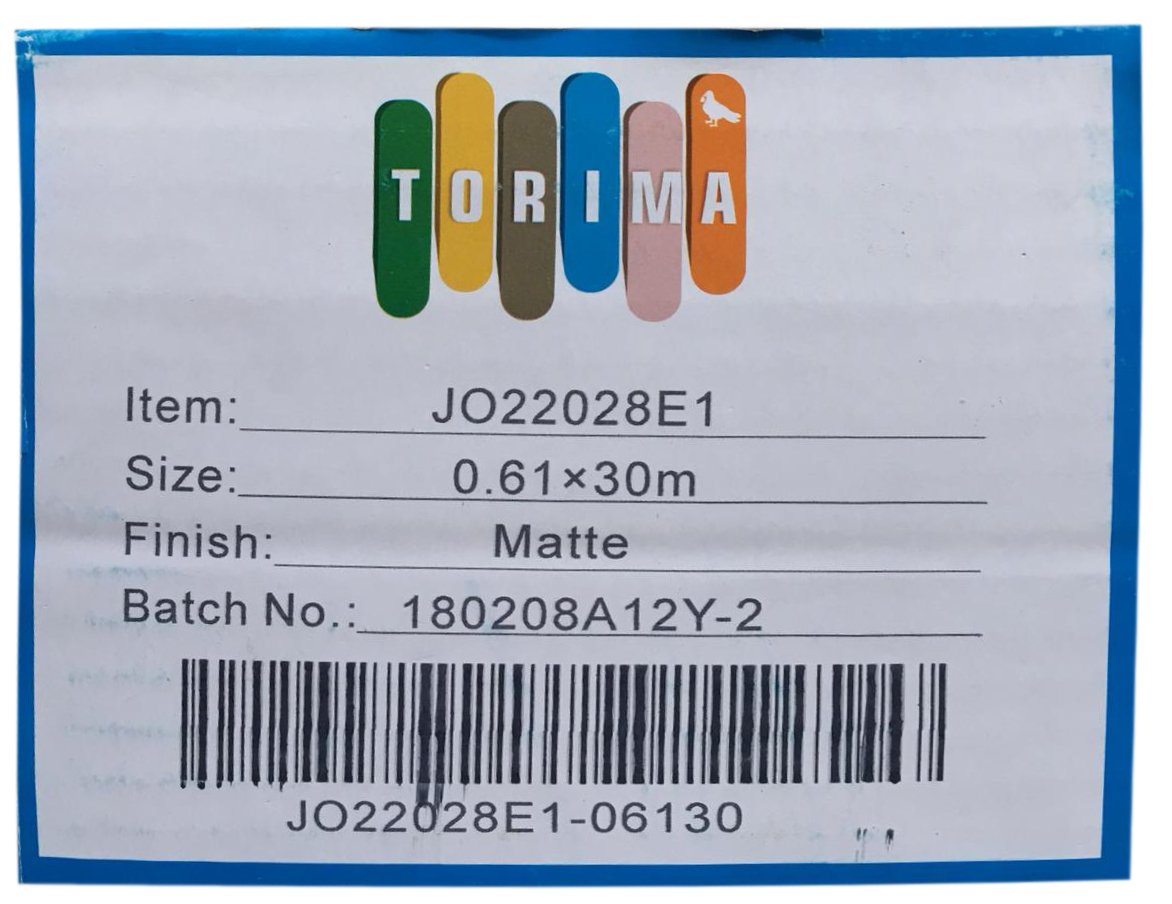 TORIMA
Item: JO22028E1
Size: 0.61×30m
Finish: Matte
Batch No.: 180208A12Y-2
JO22028E1-06130